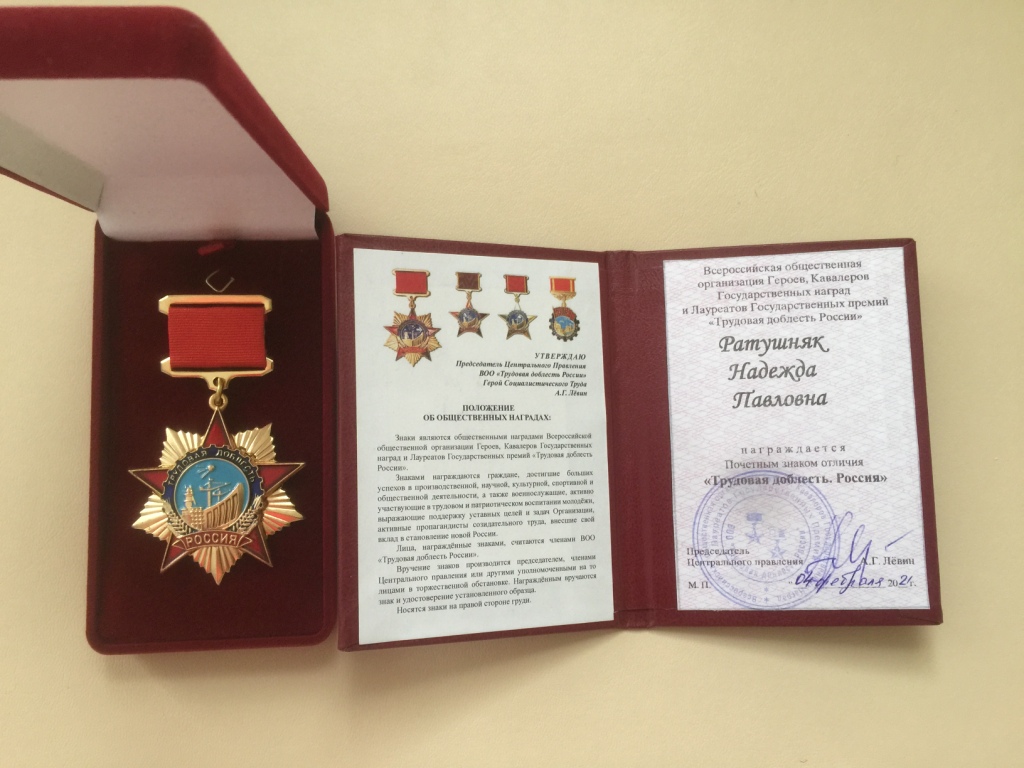 ТРУДОВАЯ ДОБЛЕСТЬ
РОССИЯ
УТВЕРЖДАЮ
Председатель Центрального Правления
ВОО «Трудовая доблесть России»
Герой Социалистического Труда
А.Г. Лёвин
ПОЛОЖЕНИЕ
ОБ ОБЩЕСТВЕННЫХ НАГРАДАХ:
Знаки являются общественными наградами Всероссийской
общественной организации Героев, Кавалеров Государственных
наград и Лауреатов Государственных премий «Трудовая доблесть
России».
Знаками награждаются граждане, достигшие больших
успехов в производственной, научной, культурной, спортивной и
общественной деятельности, а также военнослужащие, активно
участвующие в трудовом и патриотическом воспитании молодёжи,
выражающие поддержку уставных целей и задач Организации,
активные пропагандисты созидательного труда, внесшие свой
вклад в становление новой России.
Лица, награждённые знаками, считаются членами ВОО
«Трудовая доблесть России».
Вручение знаков производится председателем, членами
Центрального правления или другими уполномоченными на то
лицами в торжественной обстановке. Награждённым вручаются
знак и удостоверение установленного образца.
Носятся знаки на правой стороне груди.
Всероссийская общественная
организация Героев, Кавалеров
Государственных наград
и Лауреатов Государственных премий
«Трудовая доблесть России»
Ратушняк
Надежда
Павловна
награждается
Почетным знаком отличия
«Трудовая доблесть. Россия»
Председатель
Центрального правления А.Г. Лёвин
М.П. 04 февраля 2021.